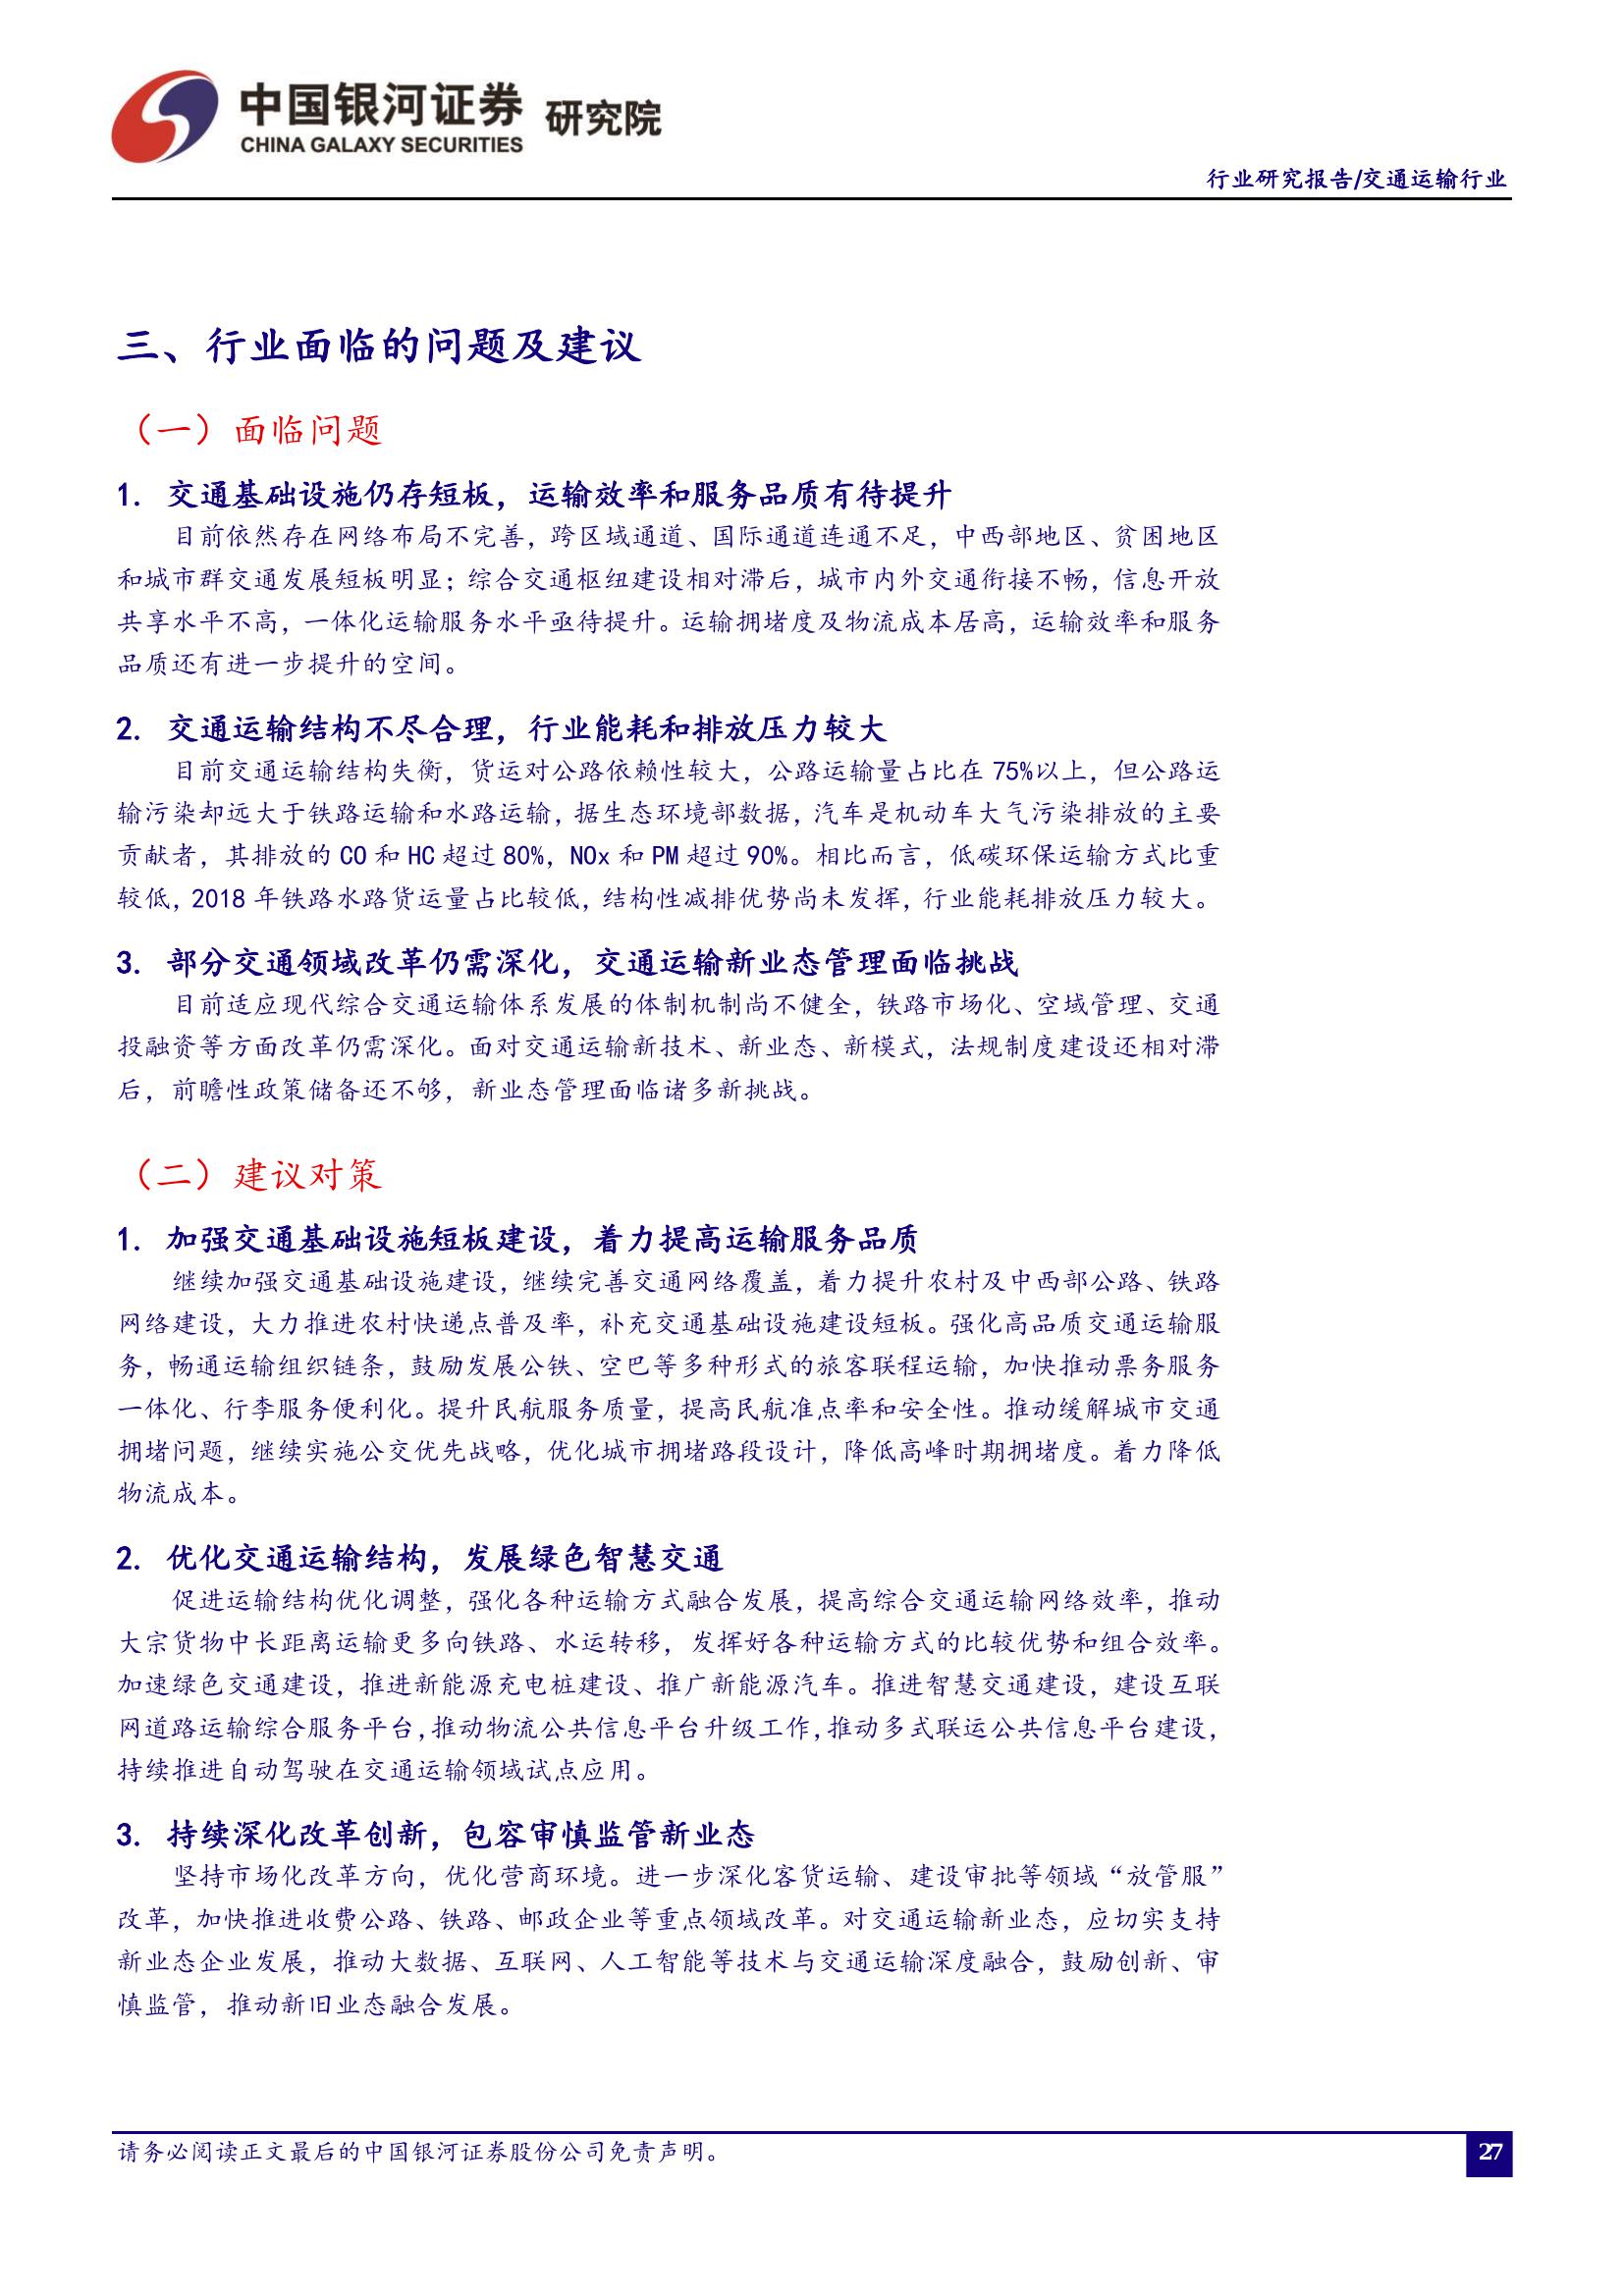 中国银河证券 研究院
CHINA GALAXY SECURITIES
行业研究报告/交通运输行业
三、行业面临的问题及建议
（一）面临问题
1. 交通基础设施仍存短板，运输效率和服务品质有待提升
目前依然存在网络布局不完善，跨区域通道、国际通道连通不足，中西部地区、贫困地区
和城市群交通发展短板明显；综合交通枢纽建设相对滞后，城市内外交通衔接不畅，信息开放
共享水平不高，一体化运输服务水平亟待提升。运输拥堵度及物流成本居高，运输效率和服务
品质还有进一步提升的空间。
2. 交通运输结构不尽合理，行业能耗和排放压力较大
目前交通运输结构失衡，货运对公路依赖性较大，公路运输量占比在 75%以上，但公路运
输污染却远大于铁路运输和水路运输，据生态环境部数据，汽车是机动车大气污染排放的主要
贡献者，其排放的 CO 和 HC 超过 80%，NOx 和 PM 超过 90%。相比而言，低碳环保运输方式比重
较低，2018 年铁路水路货运量占比较低，结构性减排优势尚未发挥，行业能耗排放压力较大。
3. 部分交通领域改革仍需深化，交通运输新业态管理面临挑战
目前适应现代综合交通运输体系发展的体制机制尚不健全，铁路市场化、空域管理、交通
投融资等方面改革仍需深化。面对交通运输新技术、新业态、新模式，法规制度建设还相对滞
后，前瞻性政策储备还不够，新业态管理面临诸多新挑战。
（二）建议对策
1. 加强交通基础设施短板建设，着力提高运输服务品质
继续加强交通基础设施建设，继续完善交通网络覆盖，着力提升农村及中西部公路、铁路
网络建设，大力推进农村快递点普及率，补充交通基础设施建设短板。强化高品质交通运输服
务，畅通运输组织链条，鼓励发展公铁、空巴等多种形式的旅客联程运输，加快推动票务服务
一体化、行李服务便利化。提升民航服务质量，提高民航准点率和安全性。推动缓解城市交通
拥堵问题，继续实施公交优先战略，优化城市拥堵路段设计，降低高峰时期拥堵度。着力降低
物流成本。
2. 优化交通运输结构，发展绿色智慧交通
促进运输结构优化调整，强化各种运输方式融合发展，提高综合交通运输网络效率，推动
大宗货物中长距离运输更多向铁路、水运转移，发挥好各种运输方式的比较优势和组合效率。
加速绿色交通建设，推进新能源充电桩建设、推广新能源汽车。推进智慧交通建设，建设互联
网道路运输综合服务平台,推动物流公共信息平台升级工作,推动多式联运公共信息平台建设，
持续推进自动驾驶在交通运输领域试点应用。
3. 持续深化改革创新，包容审慎监管新业态
坚持市场化改革方向，优化营商环境。进一步深化客货运输、建设审批等领域“放管服”
改革，加快推进收费公路、铁路、邮政企业等重点领域改革。对交通运输新业态，应切实支持
新业态企业发展，推动大数据、互联网、人工智能等技术与交通运输深度融合，鼓励创新、审
慎监管，推动新旧业态融合发展。
请务必阅读正文最后的中国银河证券股份公司免责声明。
27